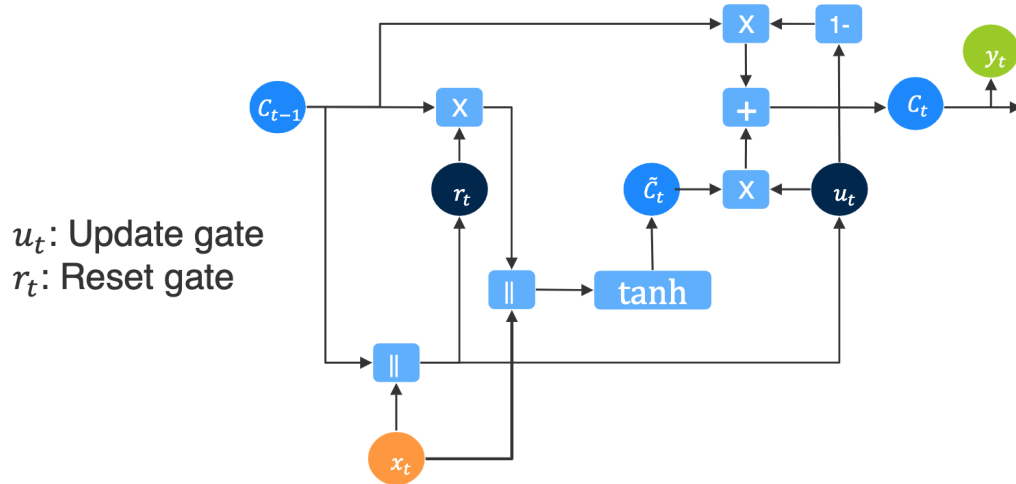 X
1-
y_t
C_{t-1}
X
+
C_t
r_t
C̃_t
X
u_t
u_t: Update gate
r_t: Reset gate
||
tanh
||
x_t